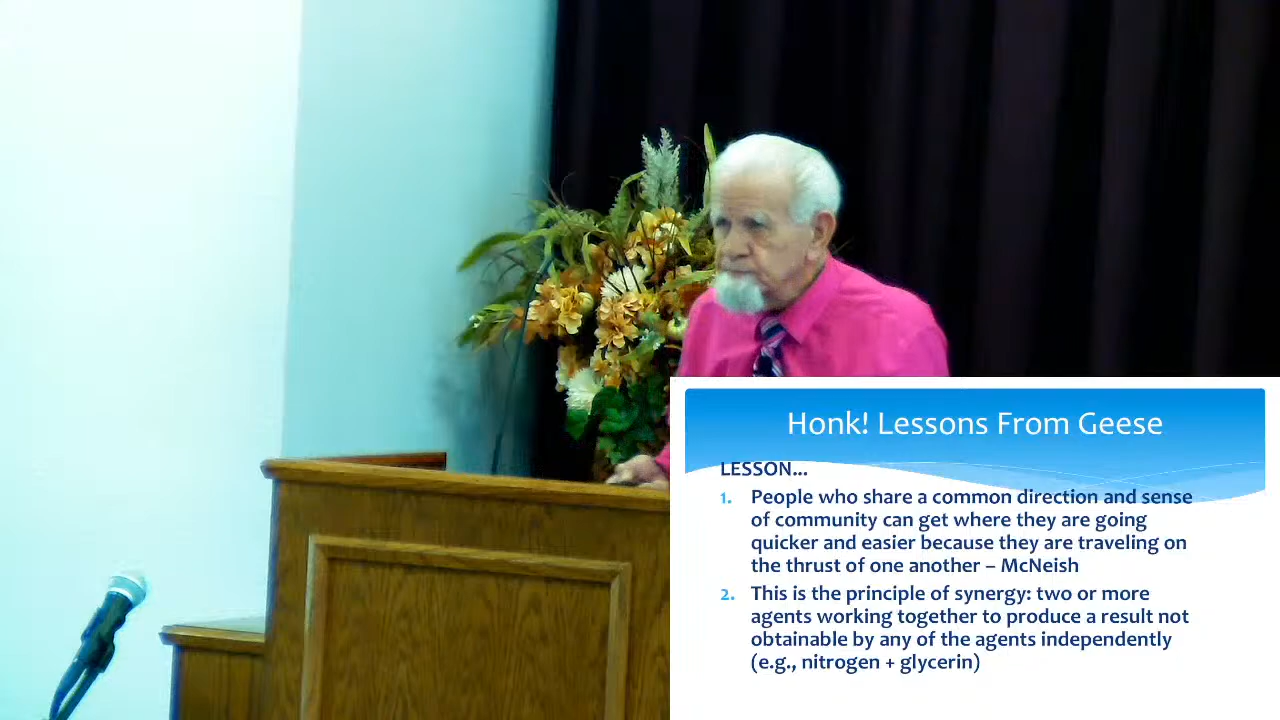 Honk! Lessons From Geese
LESSON...
1. People who share a common direction and sense
of community can get where they are going
quicker and easier because they are traveling on
the thrust of one another – McNeish
2. This is the principle of synergy: two or more
agents working together to produce a result not
obtainable by any of the agents independently
(e.g., nitrogen + glycerin)